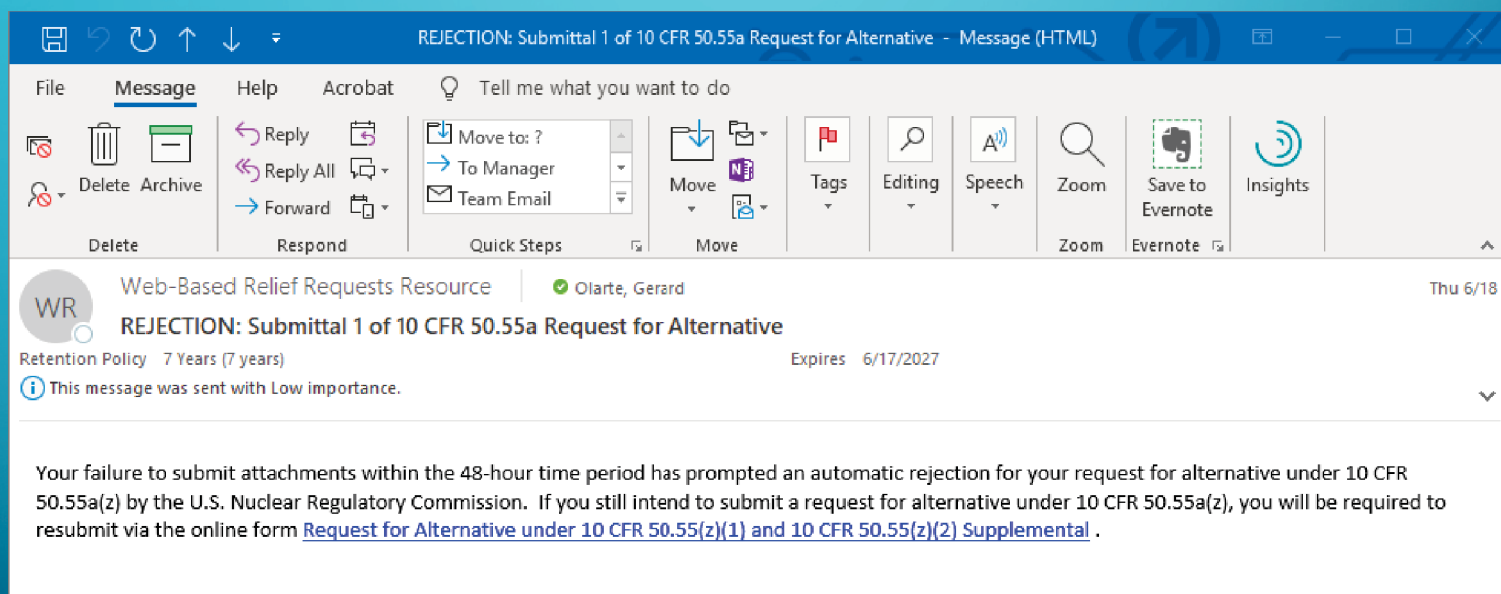 REJECTION: Submittal 1 of 10 CFR 50.55a Request for Alternative - Message (HTML)
File Message Help Acrobat Tell me what you want to do
Delete Archive
Reply
Reply All
Forward
Move to: ?
To Manager
Team Email
Move
Tags
Editing
Speech
Zoom
Save to
Evernote
Insights
Delete Respond Quick Steps Move Zoom Evernote
WR
Web-Based Relief Requests Resource Olarte, Gerard Thu 6/18
REJECTION: Submittal 1 of 10 CFR 50.55a Request for Alternative
Retention Policy 7 Years (7 years) Expires 6/17/2027
This message was sent with Low importance.
Your failure to submit attachments within the 48-hour time period has prompted an automatic rejection for your request for alternative under 10 CFR
50.55a(z) by the U.S. Nuclear Regulatory Commission. If you still intend to submit a request for alternative under 10 CFR 50.55a(z), you will be required to
resubmit via the online form Request for Alternative under 10 CFR 50.55(z)(1) and 10 CFR 50.55(z)(2) Supplemental .